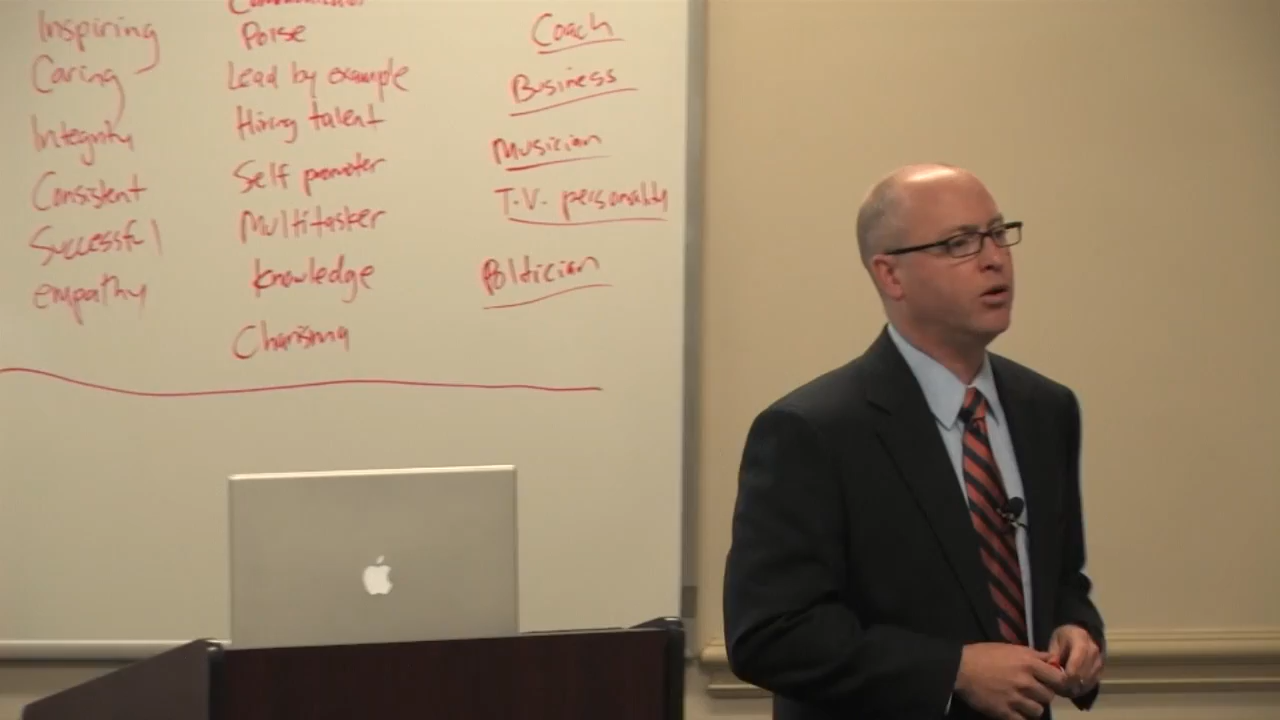 Inspiring
Caring
Integrity
Consistent
Successful
empathy
Communicator
Poise
Lead by example
Hiring talent
Self promoter
Multitasker
knowledge
Charisma
Coach
Business
Musician
T.V. personality
Politician